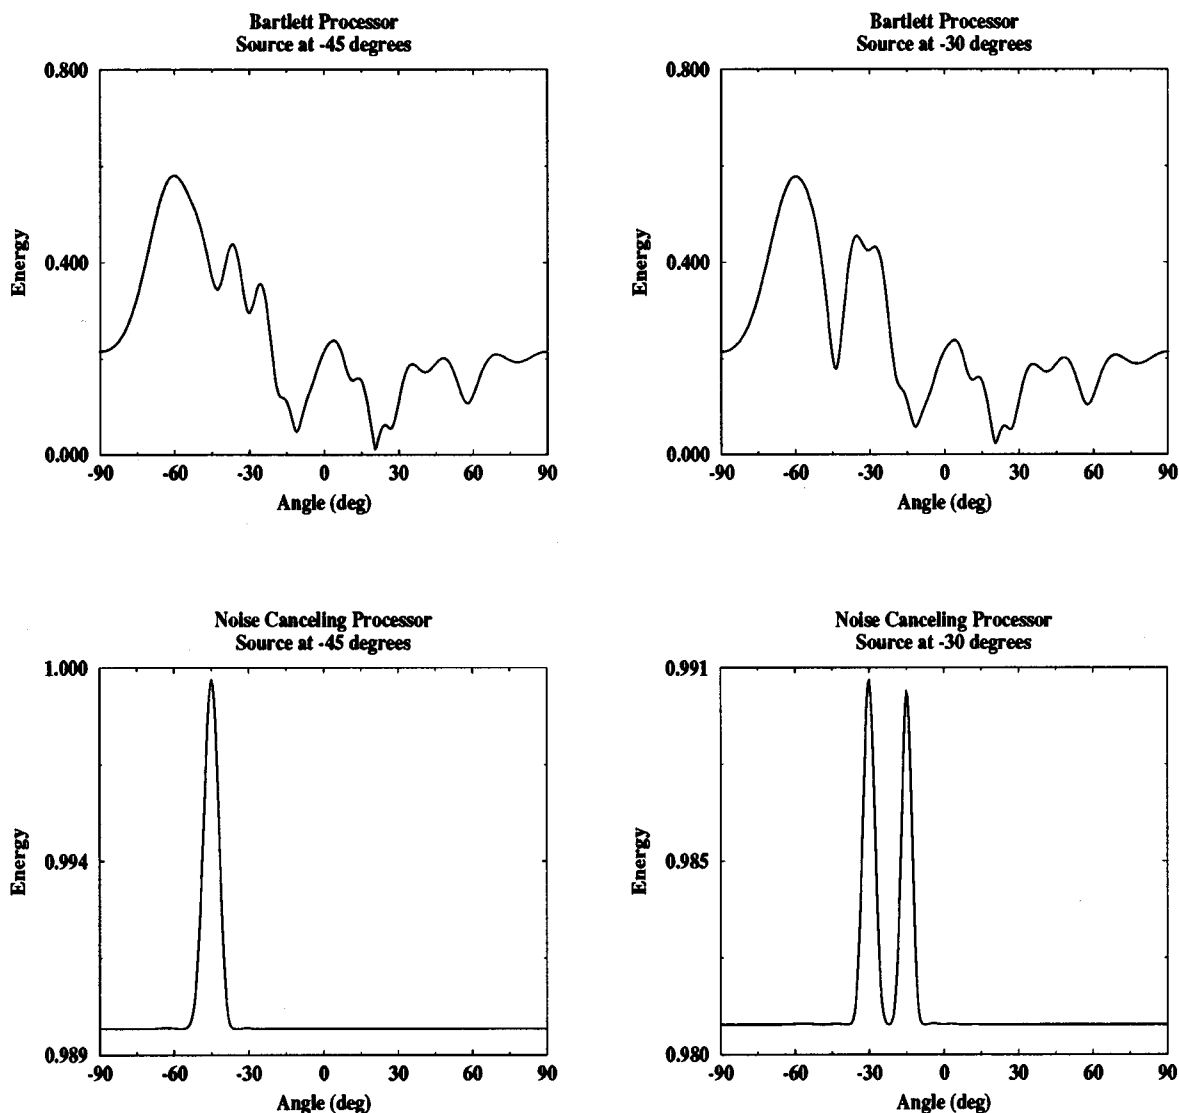 Bartlett Processor
Source at -45 degrees
0.800
0.400
0.000
Energy
-90 -60 -30 0 30 60 90
Angle (deg)
Bartlett Processor
Source at -30 degrees
0.800
0.400
0.000
Energy
-90 -60 -30 0 30 60 90
Angle (deg)
Noise Canceling Processor
Source at -45 degrees
1.000
0.994
0.989
Energy
-90 -60 -30 0 30 60 90
Angle (deg)
Noise Canceling Processor
Source at -30 degrees
0.991
0.985
0.980
Energy
-90 -60 -30 0 30 60 90
Angle (deg)